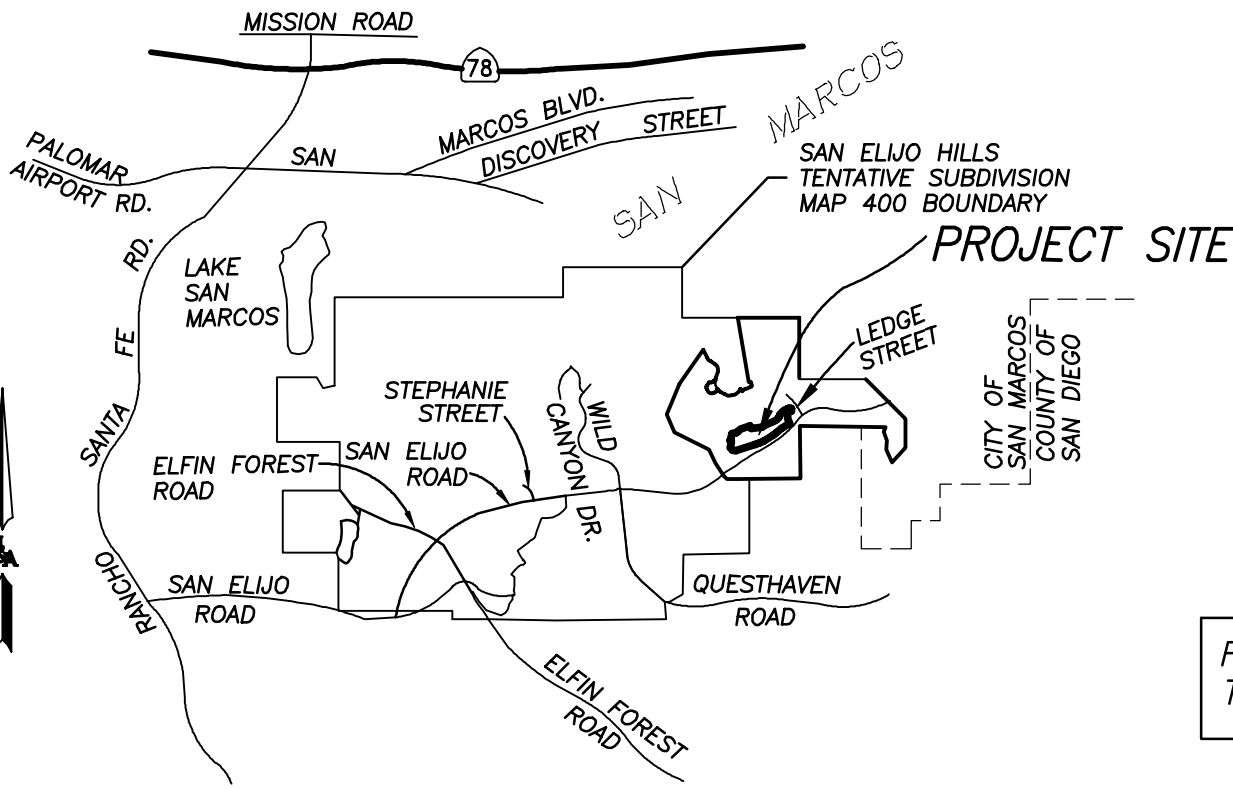 MISSION ROAD
78
MARCOS BLVD.
DISCOVERY STREET
MARCOS
SAN
PALOMAR
AIRPORT RD.
SAN
SAN ELIJO HILLS
TENTATIVE SUBDIVISION
MAP 400 BOUNDARY
PROJECT SITE
RD.
LAKE
SAN
MARCOS
FE
SANTA
RANCHO
LEDGE
STREET
CITY OF
SAN MARCOS
COUNTY OF
SAN DIEGO
STEPHANIE
STREET
WILD
CANYON DR.
SAN ELIJO
ROAD
ELFIN FOREST
ROAD
SAN ELIJO
ROAD
QUESTHAVEN
ROAD
ELFIN FOREST
ROAD